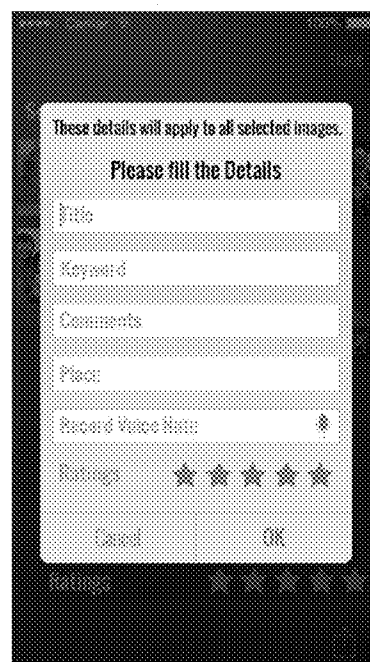 These details will apply to all selected images.
Please fill the Details
Title
Keyword
Comments
Place
Record Voice Note
Ratings
Cancel
OK
Ratings